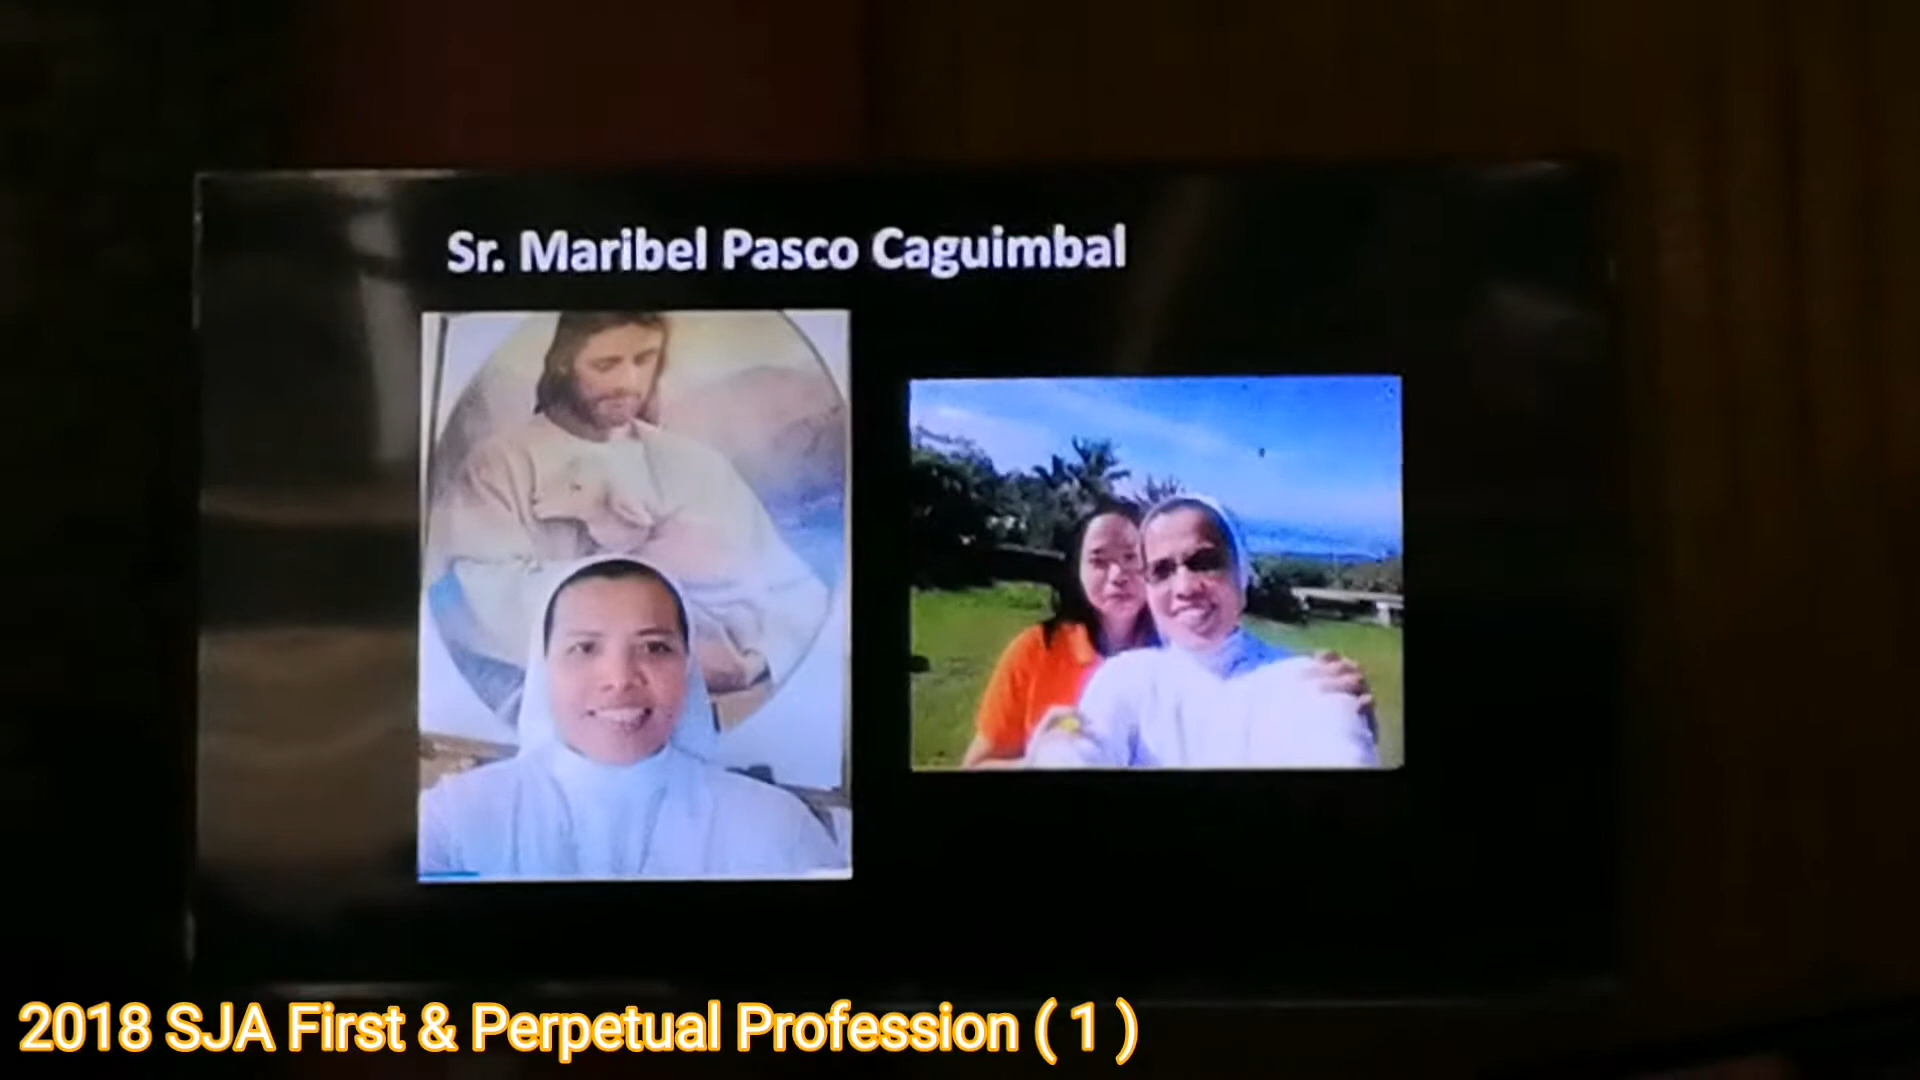 Sr. Maribel Pasco Caguimbal
2018 SJA First & Perpetual Profession ( 1 )